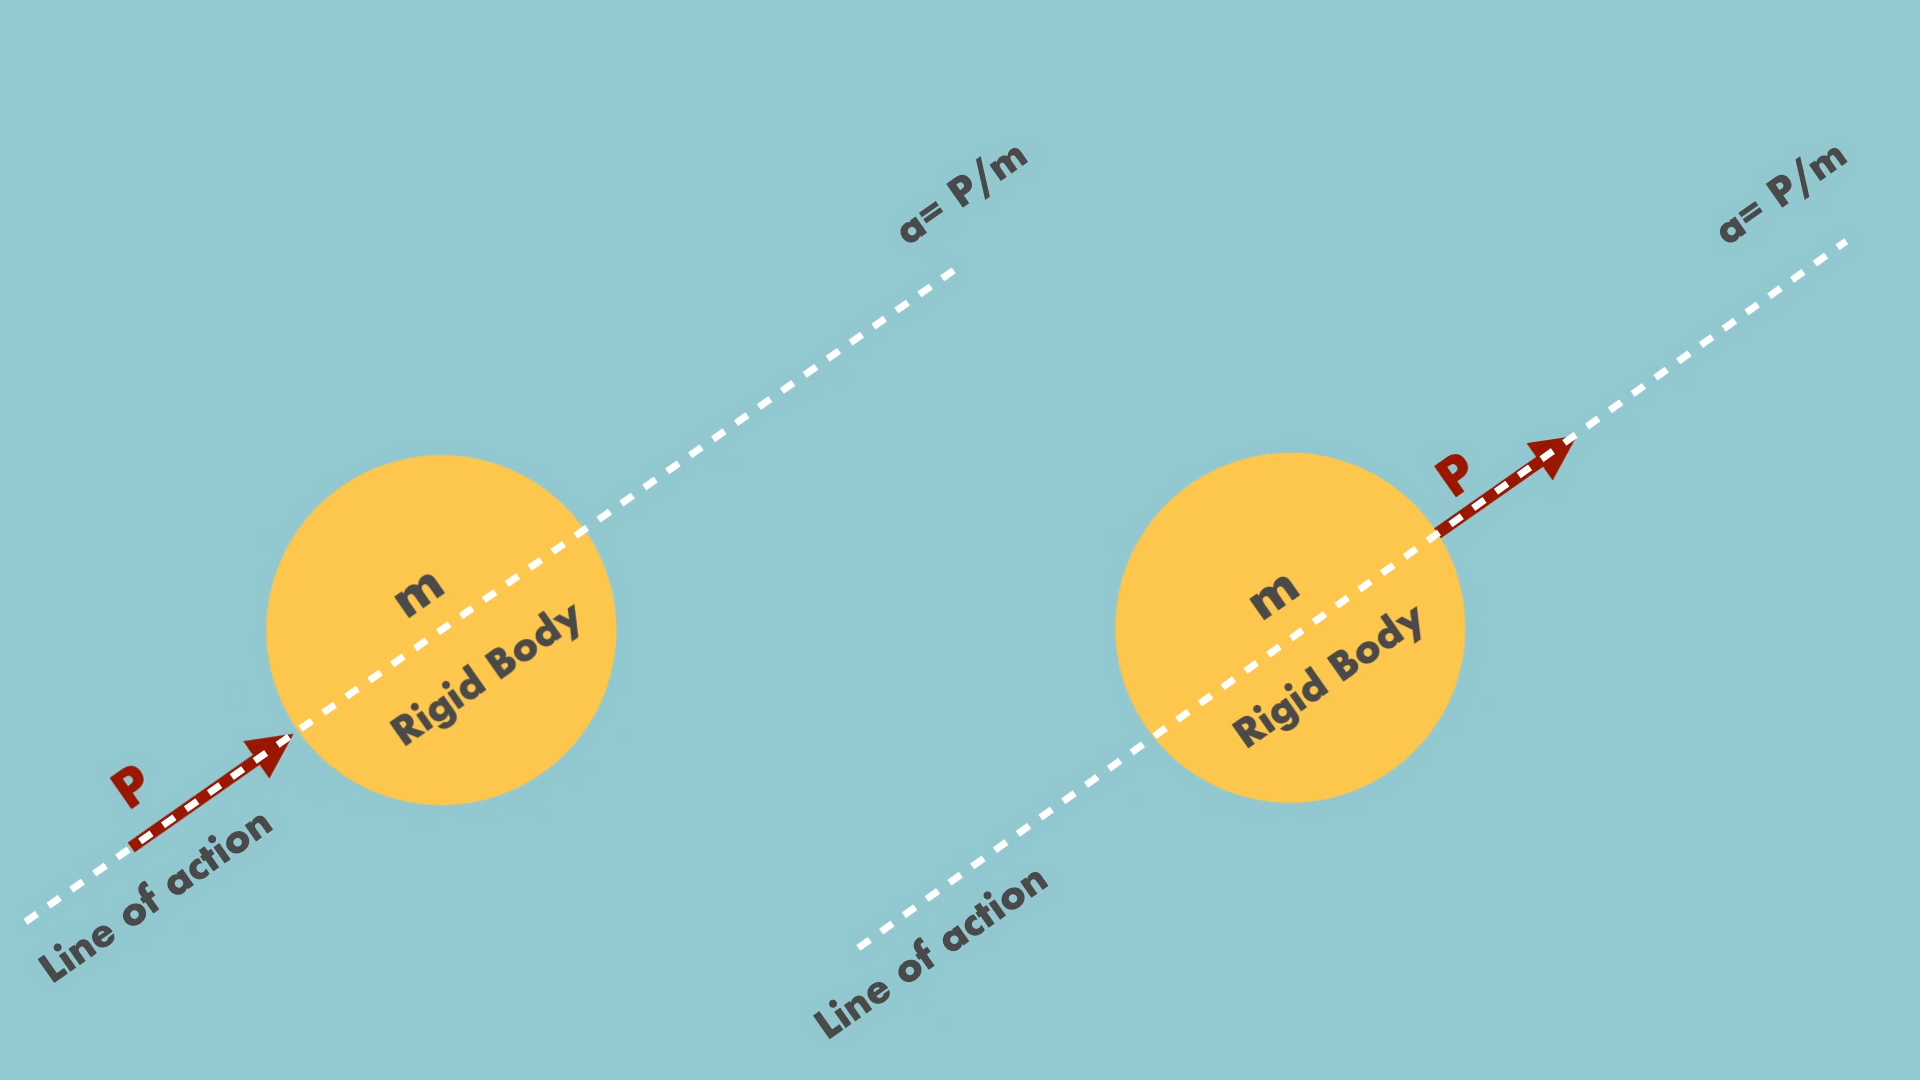 a= P/m
m
Rigid Body
P
Line of action
a= P/m
P
m
Rigid Body
Line of action